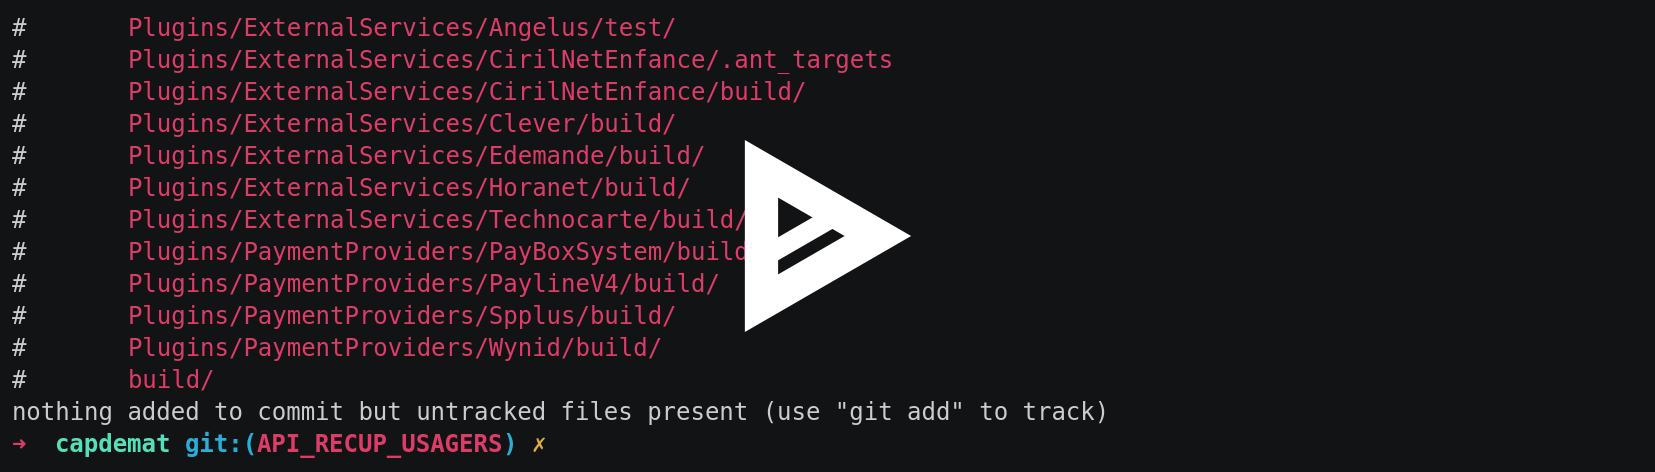 # Plugins/ExternalServices/Angelus/test/
# Plugins/ExternalServices/CirilNetEnfance/.ant_targets
# Plugins/ExternalServices/CirilNetEnfance/build/
# Plugins/ExternalServices/Clever/build/
# Plugins/ExternalServices/Edemande/build/
# Plugins/ExternalServices/Horanet/build/
# Plugins/ExternalServices/Technocarte/build/
# Plugins/PaymentProviders/PayBoxSystem/build
# Plugins/PaymentProviders/PaylineV4/build/
# Plugins/PaymentProviders/Spplus/build/
# Plugins/PaymentProviders/Wynid/build/
# build/
nothing added to commit but untracked files present (use "git add" to track)
➜ capdemat git:(API_RECUP_USAGERS) ✗